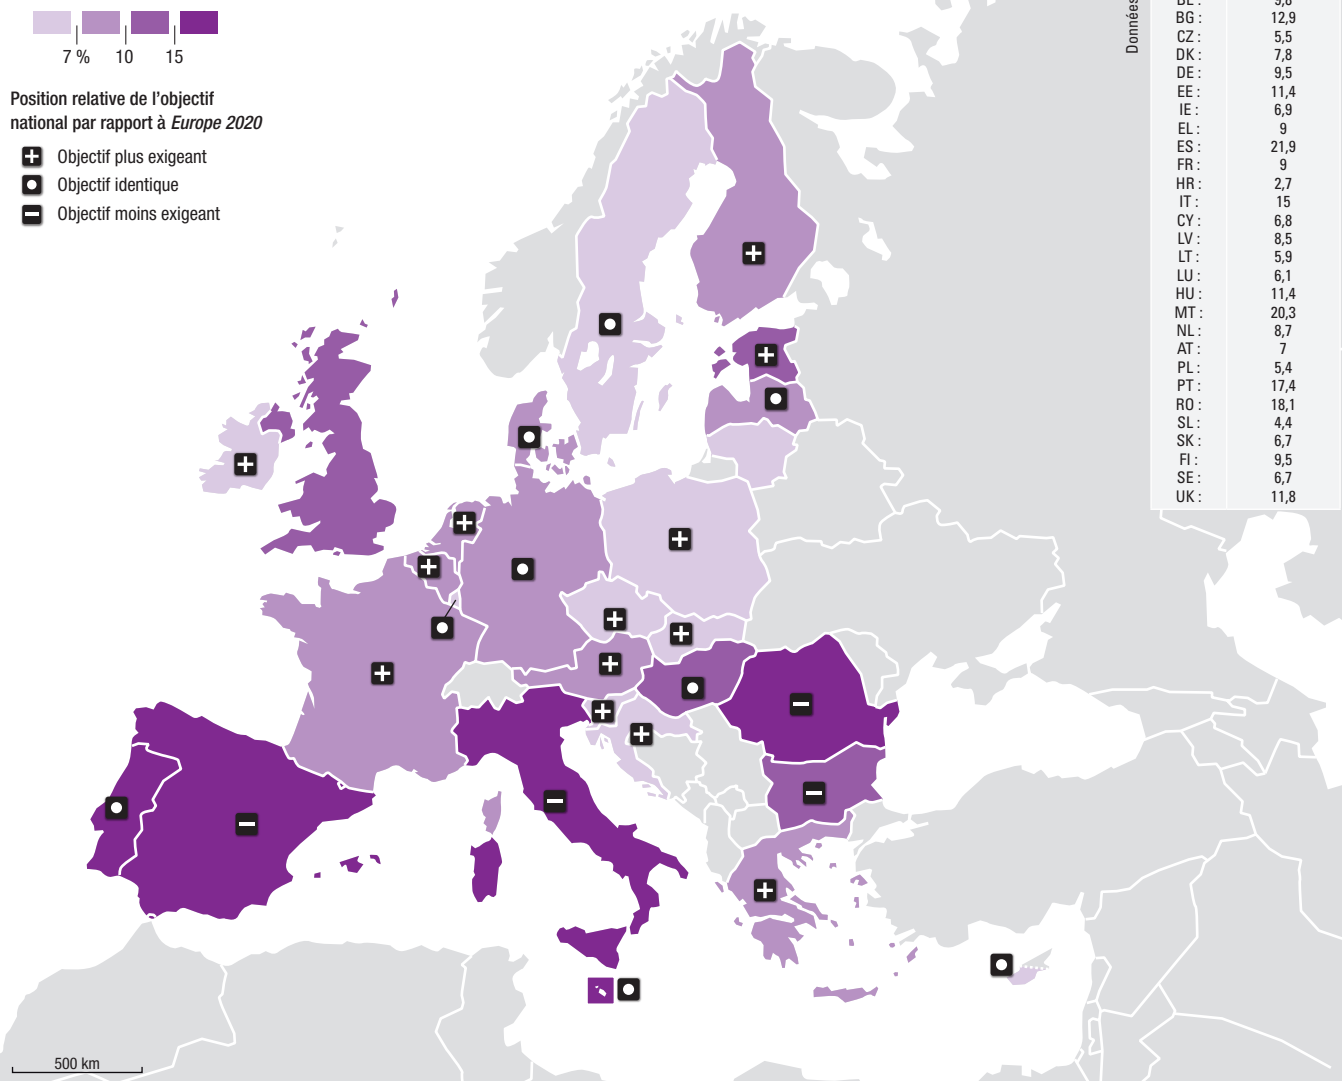 7 %
10
15
Position relative de l’objectif
national par rapport à Europe 2020
Objectif plus exigeant
Objectif identique
Objectif moins exigeant
500 km
Données
BE : 9,8
BG : 12,9
CZ : 5,5
DK : 7,8
DE : 9,5
EE : 11,4
IE : 6,9
EL : 9
ES : 21,9
FR : 9
HR : 2,7
IT : 15
CY : 6,8
LV : 8,5
LT : 5,9
LU : 6,1
HU : 11,4
MT : 20,3
NL : 8,7
AT : 7
PL : 5,4
PT : 17,4
RO : 18,1
SL : 4,4
SK : 6,7
FI : 9,5
SE : 6,7
UK : 11,8